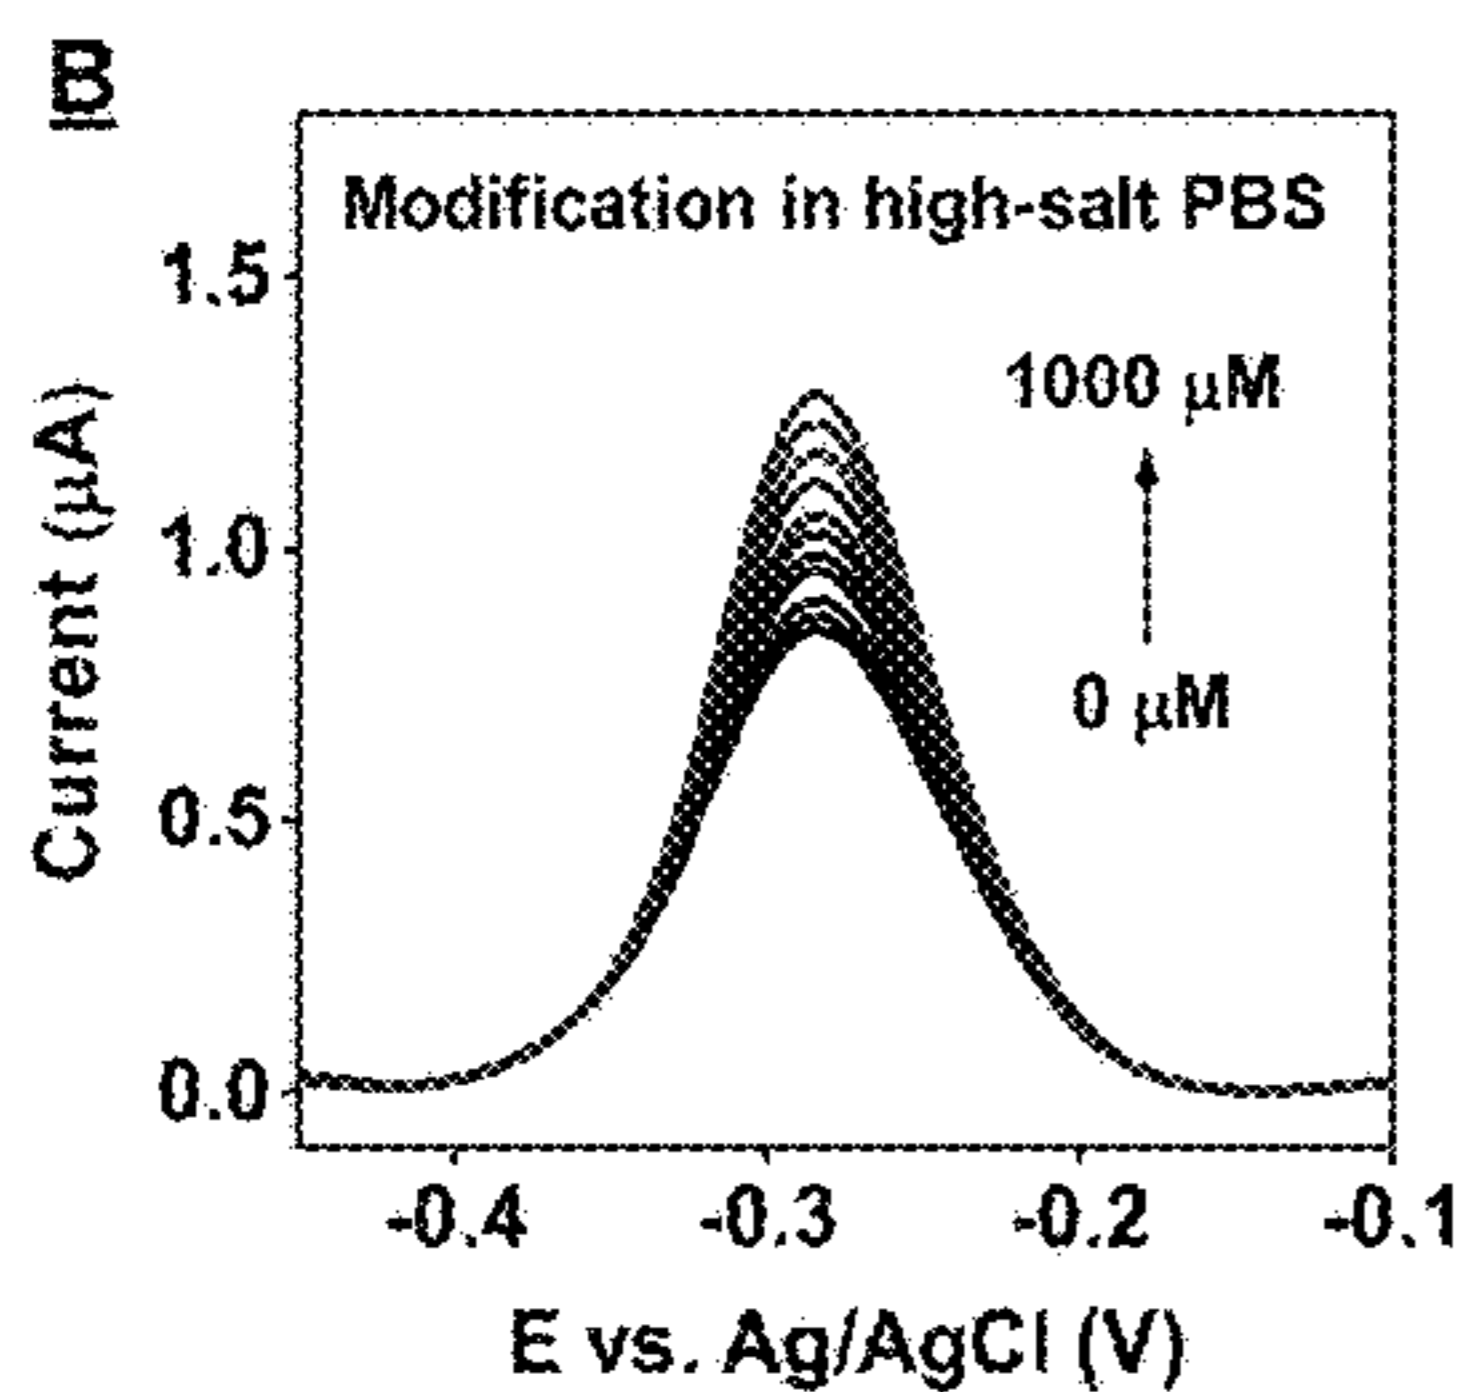 B
Modification in high-salt PBS
1.5
1000 μM
1.0
0 μM
0.5
0.0
Current (μA)
-0.4 -0.3 -0.2 -0.1
E vs. Ag/AgCl (V)